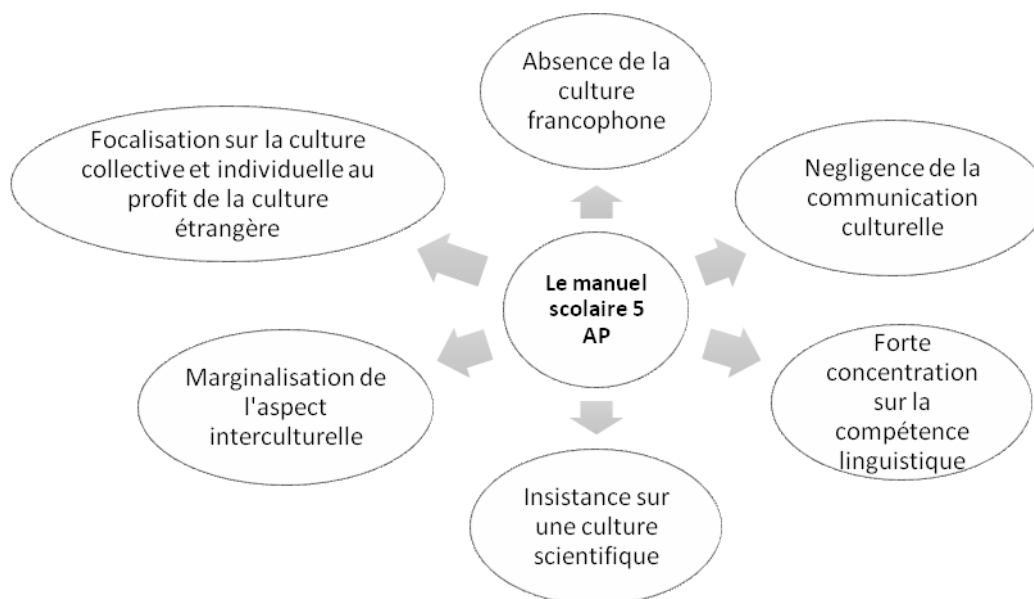 Absence de la
culture
francophone
Focalisation sur la culture
collective et individuelle au
profit de la culture
étrangère
Negligence de la
communication
culturelle
Le manuel
scolaire 5
AP
Marginalisation de
l'aspect
interculturelle
Forte
concentration
sur la
compétence
linguistique
Insistance sur
une culture
scientifique